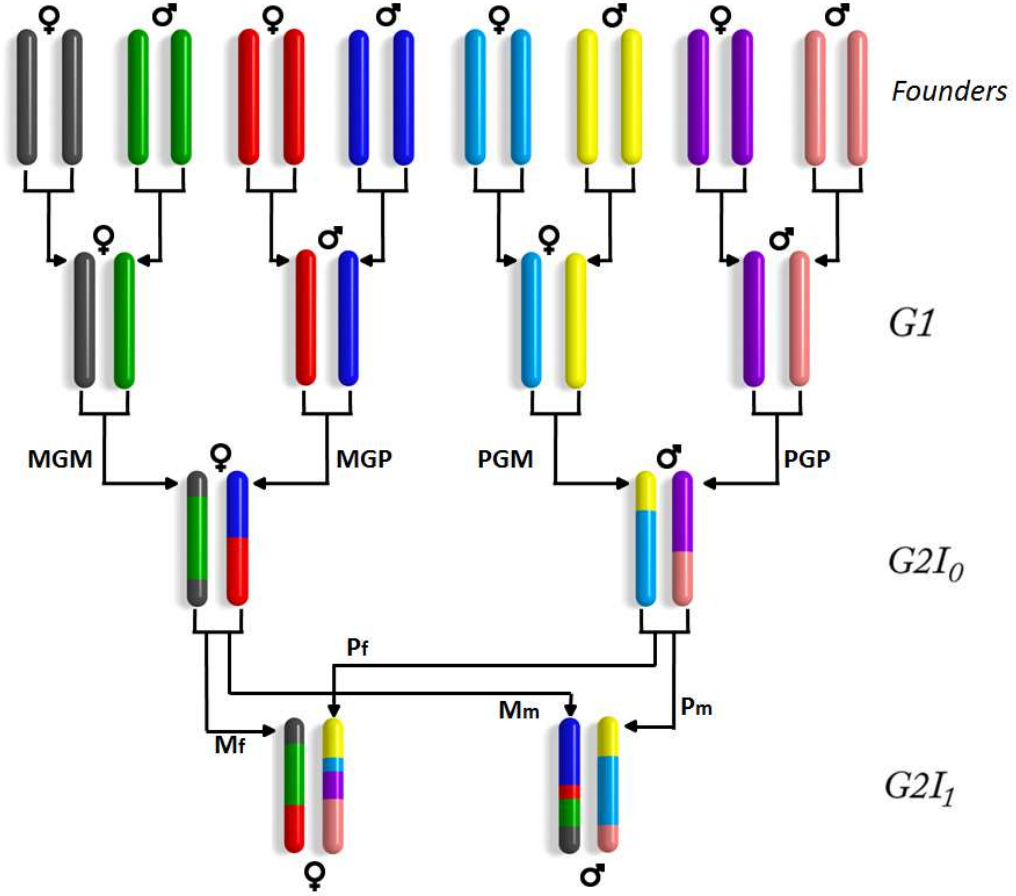 ♀ ♂ ♀ ♂ ♀ ♂ ♀ ♂
Founders
♀ ♂ ♀ ♂
G1
MGM MGP PGM PGP
♀ ♂
G2I₀
Pf
Mm Pm
Mf
G2I₁
♀ ♂